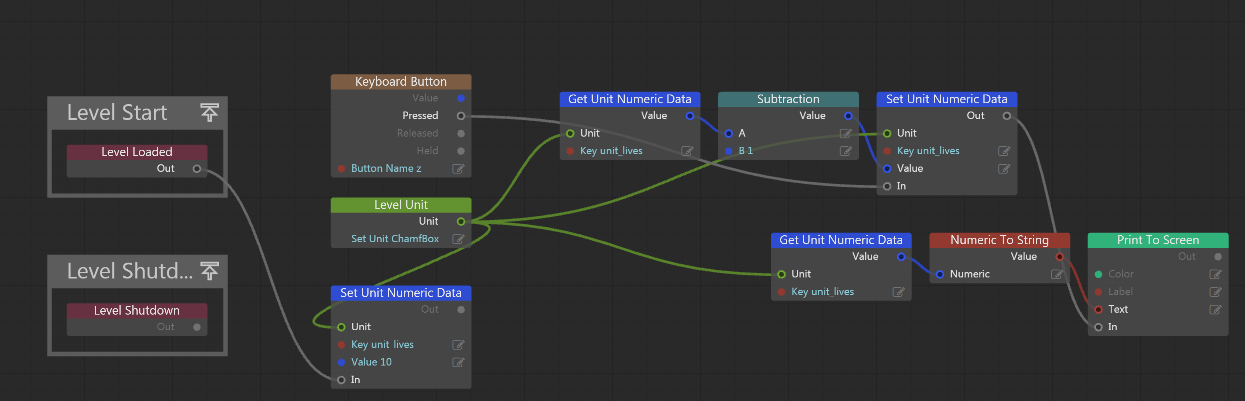 Level Start
Level Loaded
Out
Level Shutd...
Level Shutdown
Out
Keyboard Button
Value
Pressed
Released
Held
Button Name z
Level Unit
Unit
Set Unit ChamfBox
Set Unit Numeric Data
Out
Unit
Key unit_lives
Value 10
In
Get Unit Numeric Data
Value
Unit
Key unit_lives
Subtraction
Value
A
B 1
Set Unit Numeric Data
Out
Unit
Key unit_lives
Value
In
Get Unit Numeric Data
Value
Unit
Key unit_lives
Numeric To String
Value
Numeric
Print To Screen
Out
Color
Label
Text
In